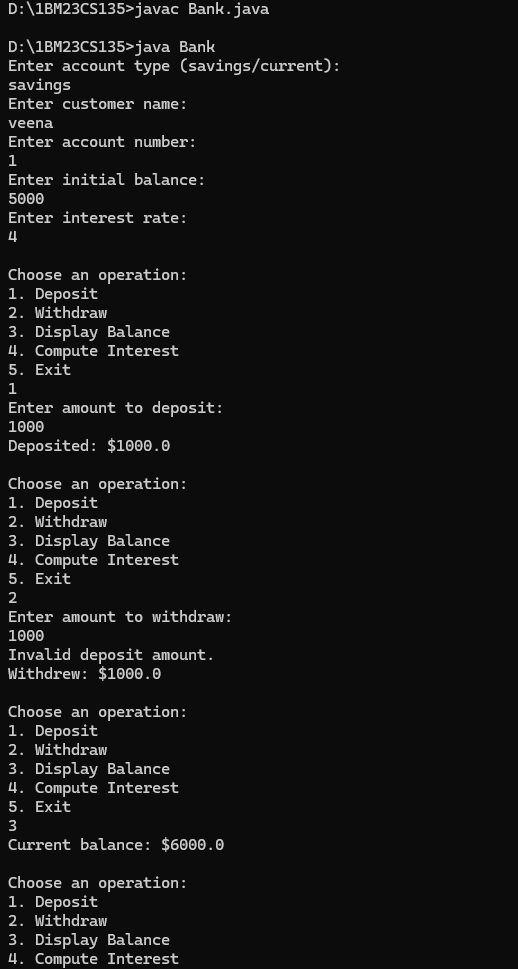 D:\1BM23CS135>javac Bank.java
D:\1BM23CS135>java Bank
Enter account type (savings/current):
savings
Enter customer name:
veena
Enter account number:
1
Enter initial balance:
5000
Enter interest rate:
4
Choose an operation:
1. Deposit
2. Withdraw
3. Display Balance
4. Compute Interest
5. Exit
1
Enter amount to deposit:
1000
Deposited: $1000.0
Choose an operation:
1. Deposit
2. Withdraw
3. Display Balance
4. Compute Interest
5. Exit
2
Enter amount to withdraw:
1000
Invalid deposit amount.
Withdrew: $1000.0
Choose an operation:
1. Deposit
2. Withdraw
3. Display Balance
4. Compute Interest
5. Exit
3
Current balance: $6000.0
Choose an operation:
1. Deposit
2. Withdraw
3. Display Balance
4. Compute Interest